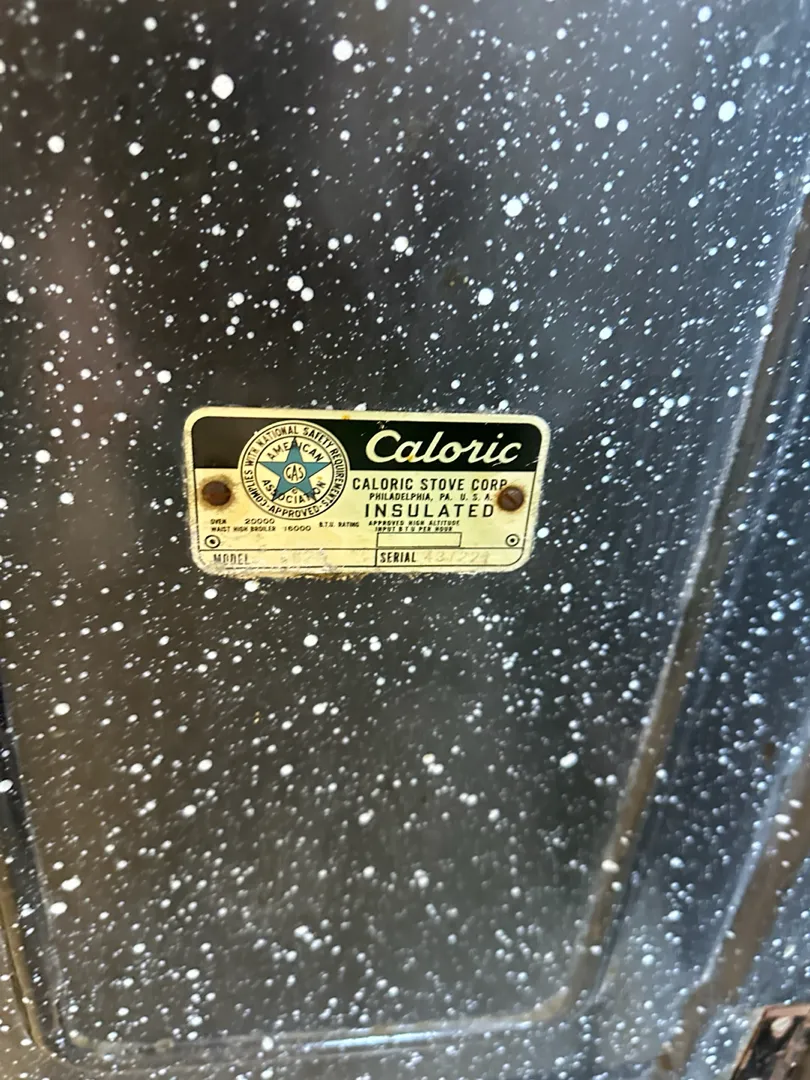 Caloric
COMPLIES WITH NATIONAL SAFETY REQUIREMENTS
·APPROVED·
AMERICAN
GAS
ASSOCIATION
CALORIC STOVE CORP.
PHILADELPHIA, PA. U. S. A.
INSULATED
OVEN 20000
WAIST HIGH BROILER 16000 B.T.U. RATING
APPROVED HIGH ALTITUDE
INPUT B T U PER HOUR
MODEL
SERIAL